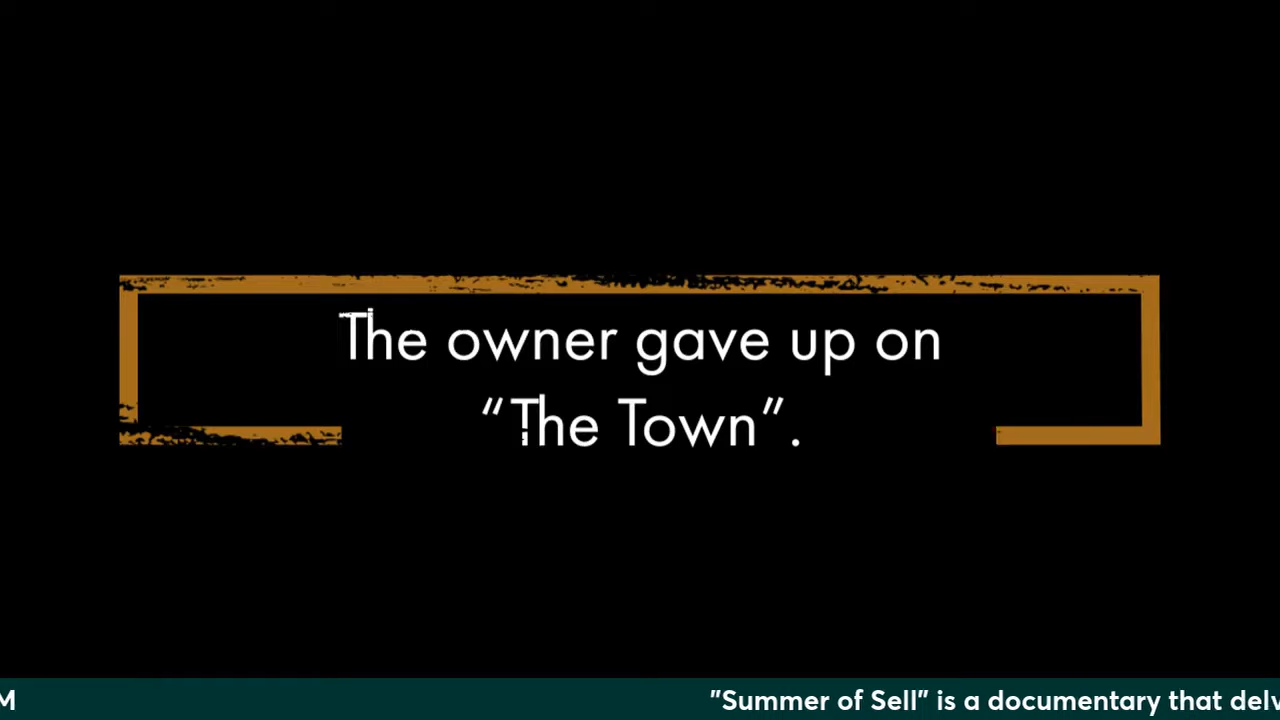 The owner gave up on
“The Town”.
M
"Summer of Sell" is a documentary that